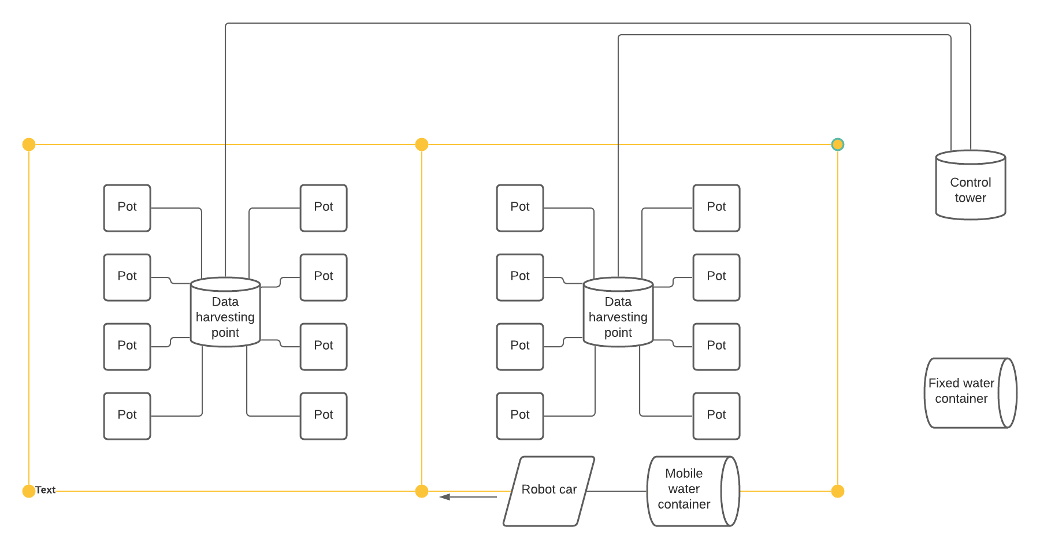 Control
tower
Pot
Pot
Pot
Pot
Pot
Pot
Pot
Pot
Data
harvesting
point
Data
harvesting
point
Pot
Pot
Pot
Pot
Fixed water
container
Pot
Pot
Pot
Pot
Text
Robot car
Mobile
water
container